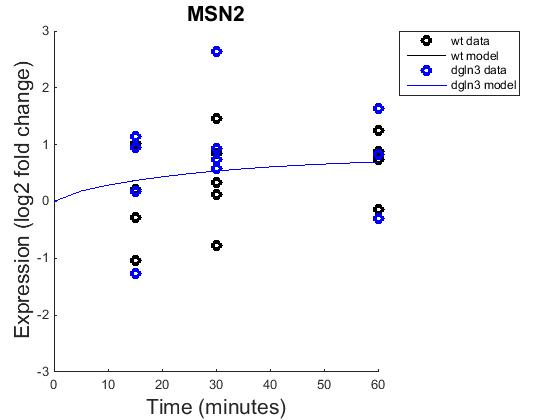 MSN2
3
2
1
0
-1
-2
-3
0
10
20
30
40
50
60
Expression (log2 fold change)
Time (minutes)
wt data
wt model
dgln3 data
dgln3 model